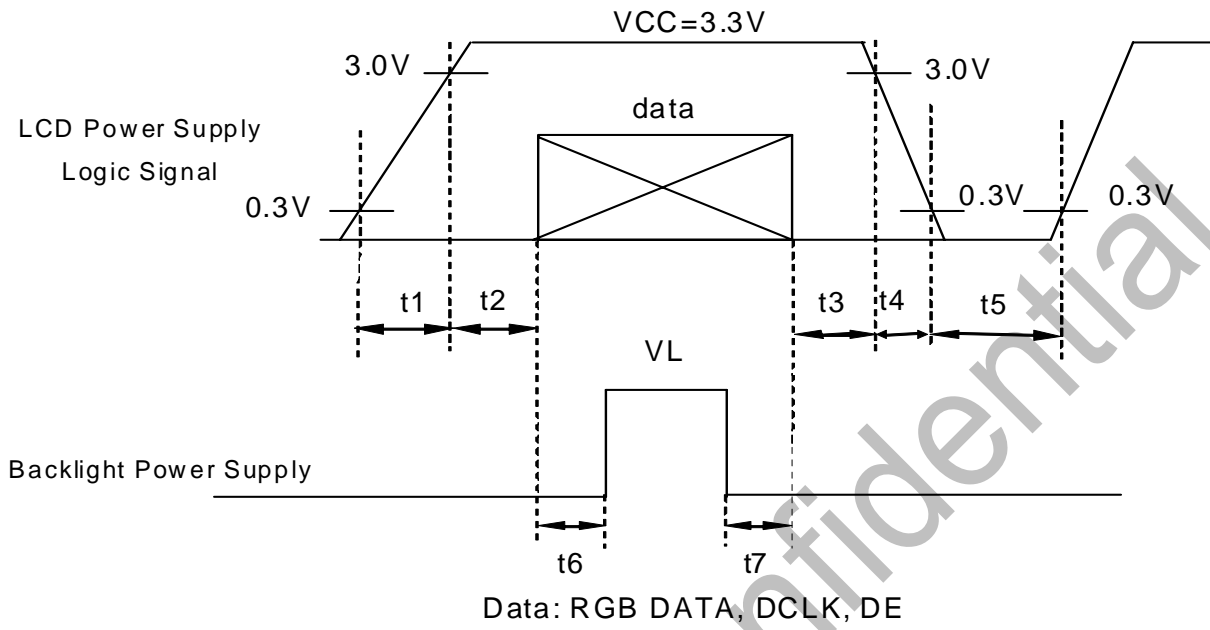 VCC=3.3V
3.0V
3.0V
data
LCD Power Supply
Logic Signal
0.3V
0.3V
0.3V
t1
t2
t3
t4
t5
VL
Backlight Power Supply
t6
t7
Data: RGB DATA, DCLK, DE
nfidential